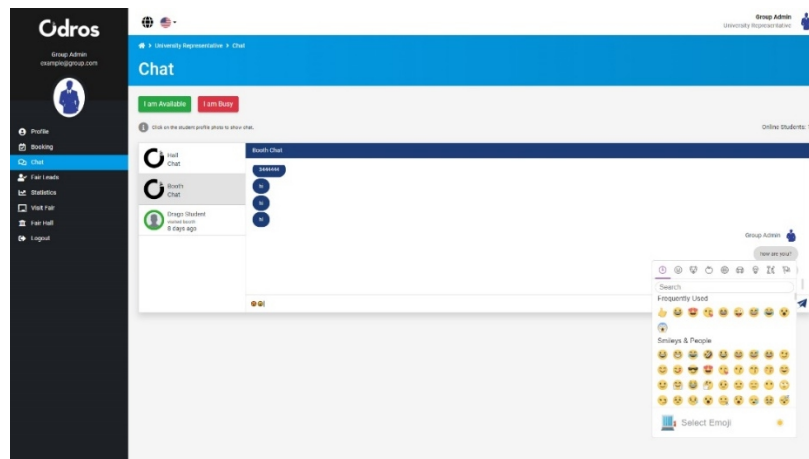 Odros
Group Admin
example@group.com
Profile
Booking
Chat
Fair Leads
Statistics
Visit Fair
Fair Hall
Logout
Group Admin
University Representative
University Representative > Chat
Chat
I am Available
I am Busy
Click on the student profile photo to show chat.
Online Students:
Hall
Chat
Booth
Chat
Drago Student
visited booth
8 days ago
Booth Chat
hi
hi
hi
Group Admin
how are you?
Search
Frequently Used
Smileys & People
Select Emoji